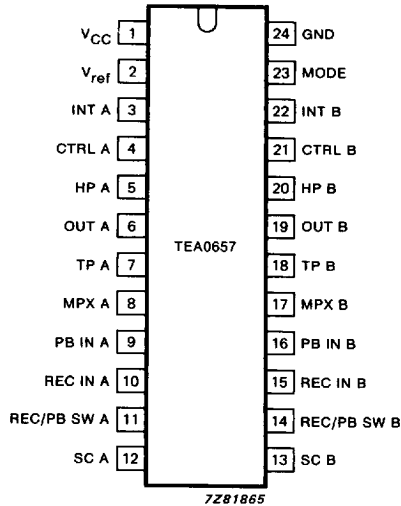 VCC 1 24 GND
Vref 2 23 MODE
INT A 3 22 INT B
CTRL A 4 21 CTRL B
HP A 5 20 HP B
OUT A 6 19 OUT B
TEA0657
TP A 7 18 TP B
MPX A 8 17 MPX B
PB IN A 9 16 PB IN B
REC IN A 10 15 REC IN B
REC/PB SW A 11 14 REC/PB SW B
SC A 12 13 SC B
7Z81865